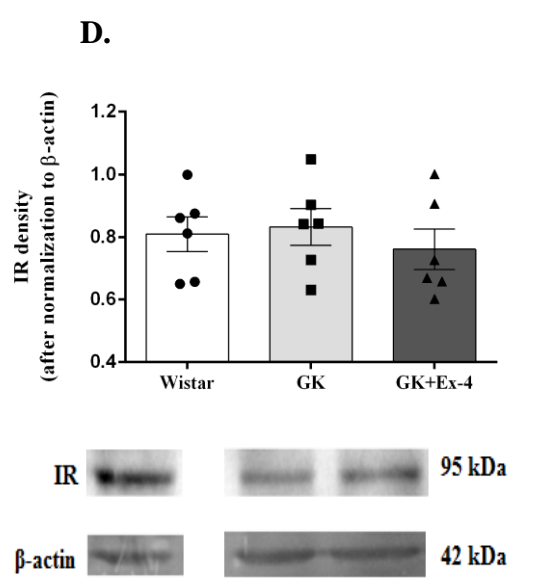 D.
IR density
(after normalization to β-actin)
1.2
1.0
0.8
0.6
0.4
Wistar GK GK+Ex-4
IR 95 kDa
β-actin 42 kDa